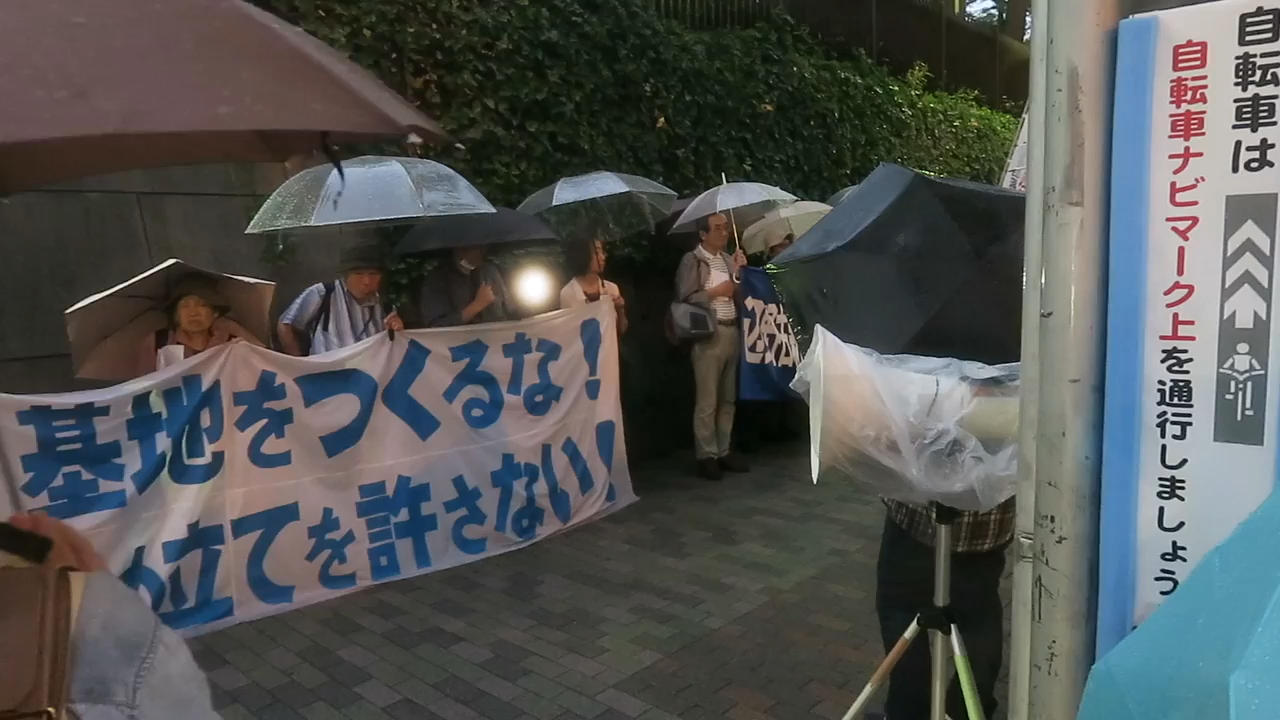 基地をつくるな!
立てを許さない!
自転車は
自転車ナビマーク上を通行しましょう